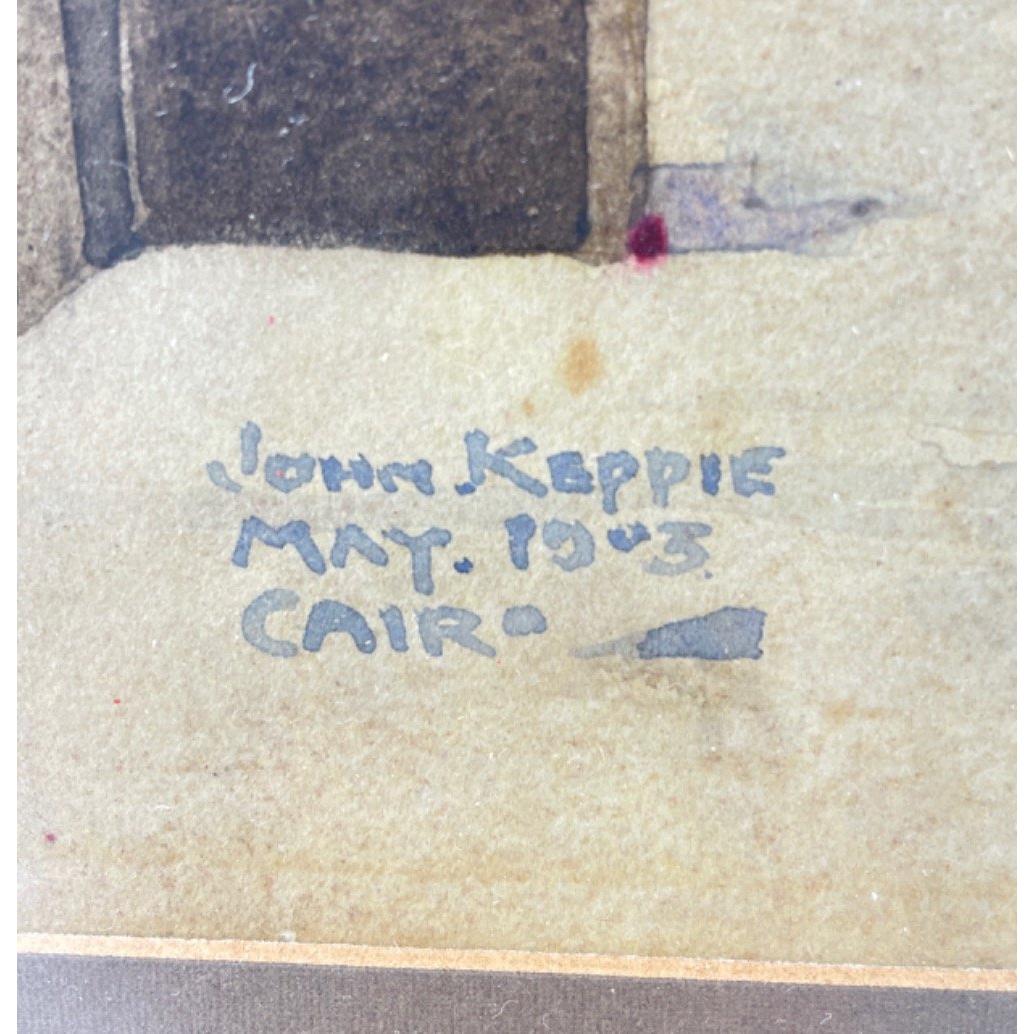 JOHN KEPPIE
MAY. 1903.
CAIRO